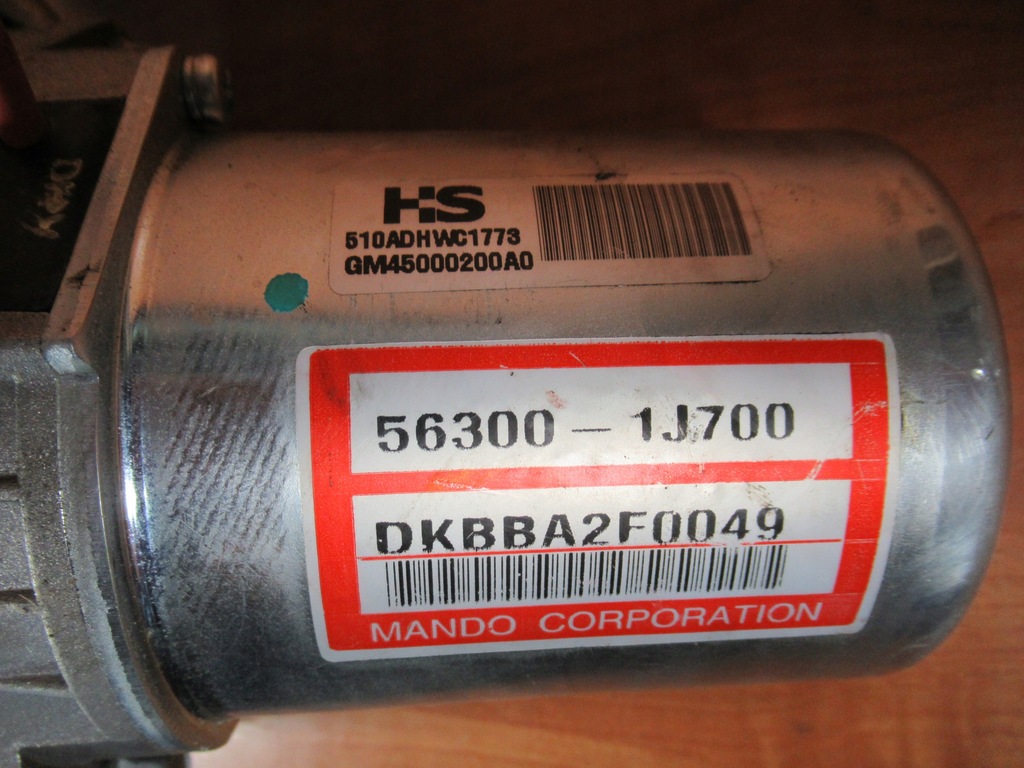 HS
510ADHWC1773
GM45000200A0
56300 - 1J700
DKBBA2F0049
MANDO CORPORATION